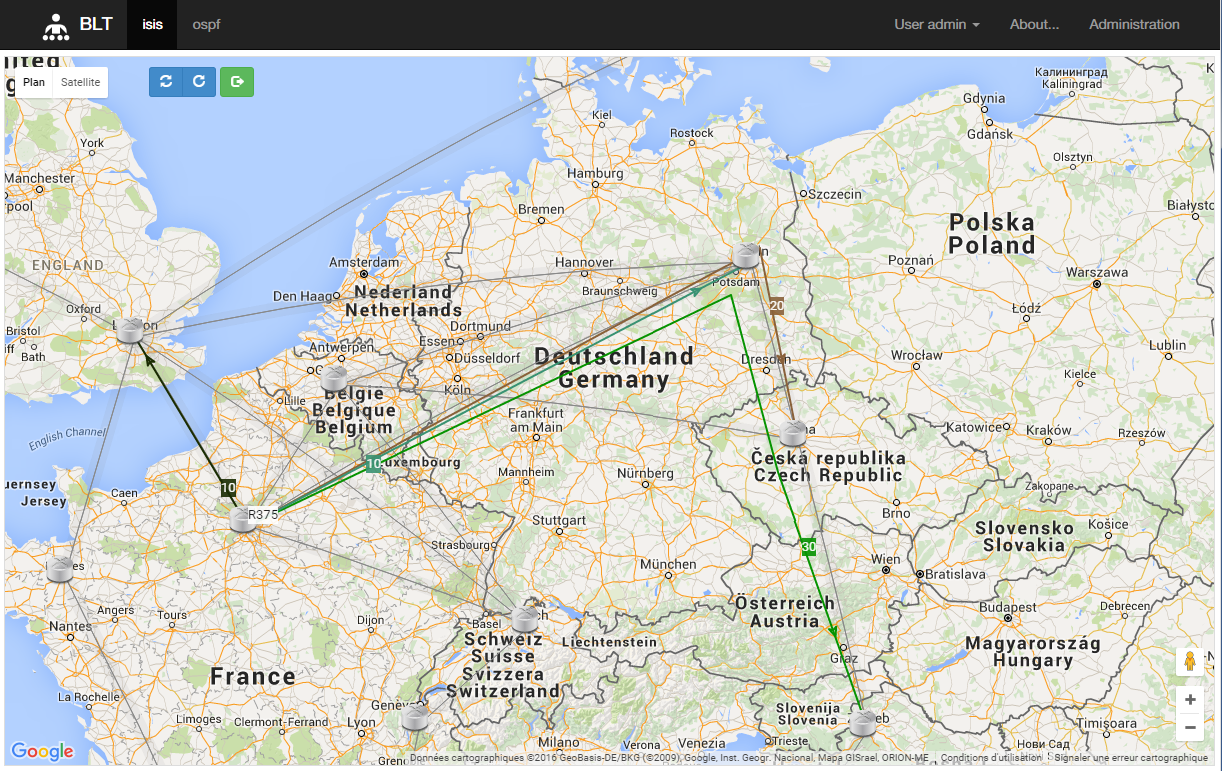 BLT
isis
ospf
User admin
About...
Administration
Plan
Satellite
Калининград
Kaliningrad
Gdynia
Gdańsk
Kiel
Rostock
York
Olsztyn
Manchester
Hamburg
Szczecin
Bremen
Polska
Poland
ENGLAND
Amsterdam
Hannover
Poznań
Warszawa
Braunschweig
Potsdam
Den Haag
Nederland
Netherlands
20
Oxford
Łódź
Bristol
Dortmund
Bath
Antwerpen
Essen
Düsseldorf
Deutschland
Germany
Dresden
Wrocław
Lublin
Kielce
Köln
België
Belgique
Belgium
Lille
Frankfurt
am Main
Katowice
Kraków
Rzeszów
English Channel
Česká republika
Czech Republic
10
Mannheim
Nürnberg
10
Jersey
Caen
Zakopane
Brno
R375
Stuttgart
Slovensko
Slovakia
Košice
Strasbourg
30
München
Wien
Bratislava
Angers
Tours
Nantes
Dijon
Basel
Österreich
Austria
Budapest
Debrecen
Schweiz
Suisse
Svizzera
Switzerland
Liechtenstein
Graz
Magyarország
Hungary
France
La Rochelle
Limoges
Clermont-Ferrand
Lyon
Slovenija
Slovenia
Timișoara
Milano
Verona
Venezia
Trieste
Нови Сад
Novi Sad
Google
Données cartographiques ©2016 GeoBasis-DE/BKG (©2009), Google, Inst. Geogr. Nacional, Mapa GISrael, ORION-ME
Conditions d'utilisation
Signaler une erreur cartographique